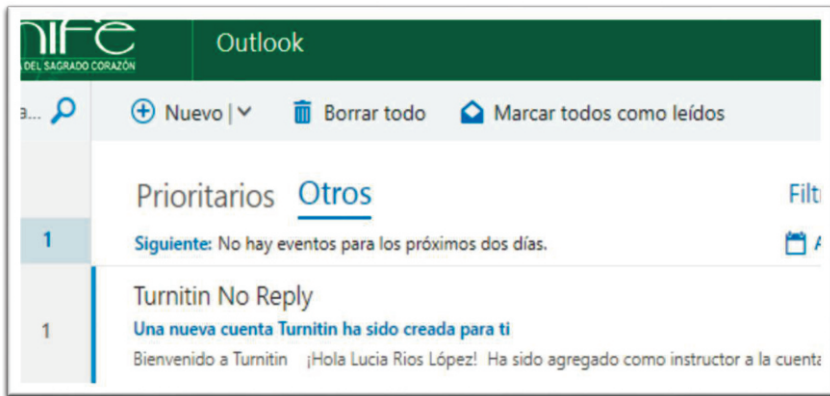 Outlook
DEL SAGRADO CORAZÓN
a... Nuevo | Borrar todo Marcar todos como leídos
Prioritarios Otros Filt
1 Siguiente: No hay eventos para los próximos dos días. A
Turnitin No Reply
1 Una nueva cuenta Turnitin ha sido creada para ti
Bienvenido a Turnitin ¡Hola Lucia Rios López! Ha sido agregado como instructor a la cuenta